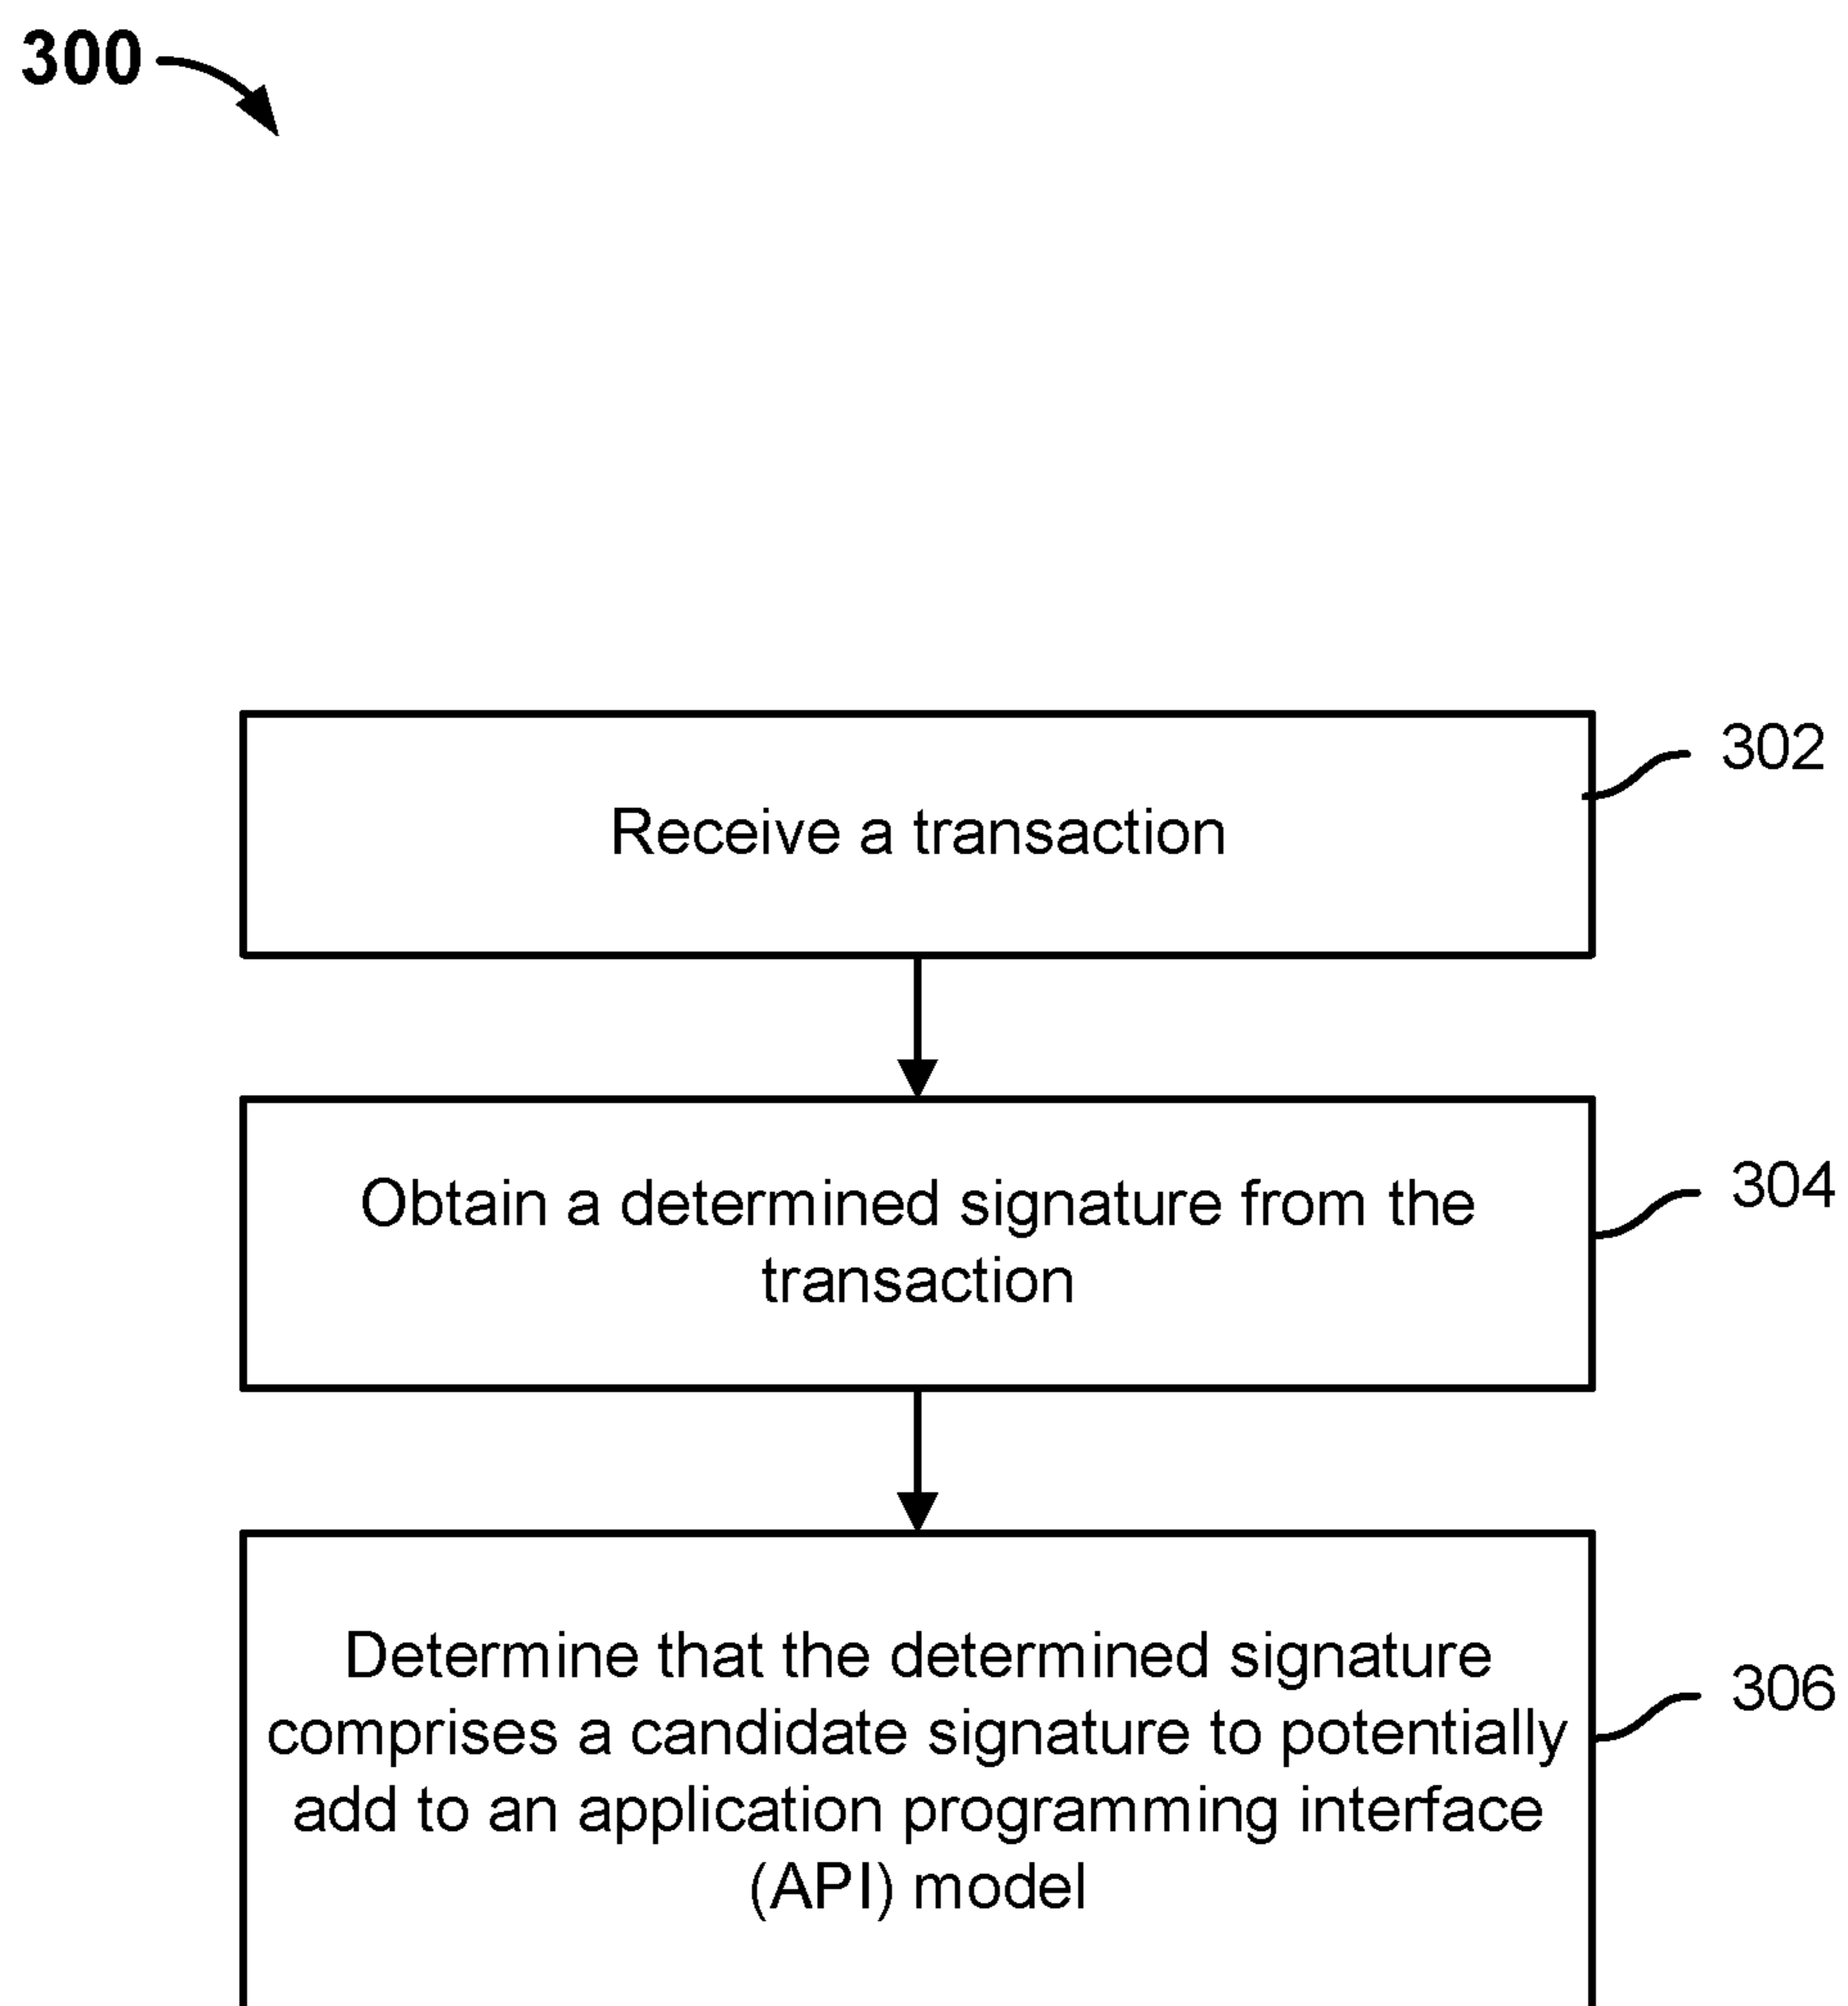 300
Receive a transaction
302
Obtain a determined signature from the
transaction
304
Determine that the determined signature
comprises a candidate signature to potentially
add to an application programming interface
(API) model
306